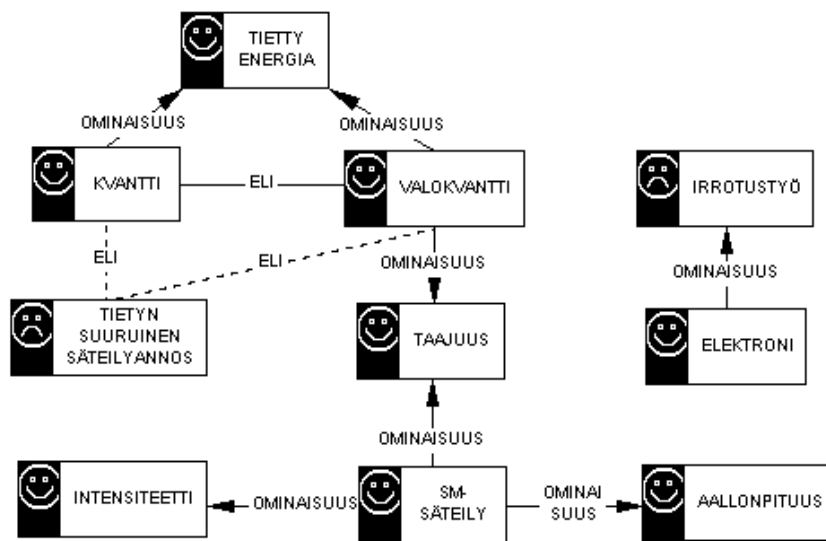 TIETTY
ENERGIA
OMINAISUUS
OMINAISUUS
KVANTTI
ELI
VALOKVANTTI
IRROTUSTYÖ
ELI
ELI
OMINAISUUS
OMINAISUUS
TIETYN
SUURUINEN
SÄTEILYANNOS
TAAJUUS
ELEKTRONI
OMINAISUUS
INTENSITEETTI
OMINAISUUS
SM-
SÄTEILY
OMINAI
SUUS
AALLONPITUUS